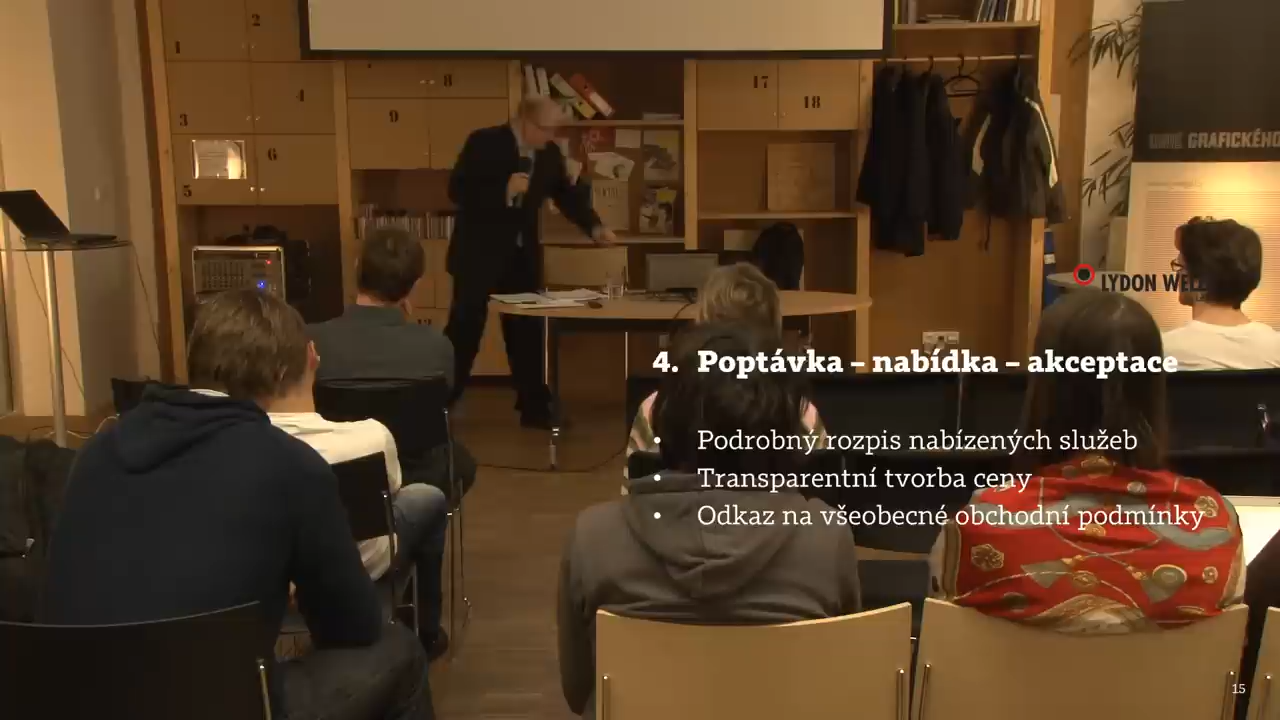 2
1
8
17
4
18
9
3
6
5
GRAFICKÉHO
LYDON WELL
4. Poptávka – nabídka – akceptace
• Podrobný rozpis nabízených služeb
• Transparentní tvorba ceny
• Odkaz na všeobecné obchodní podmínky
15